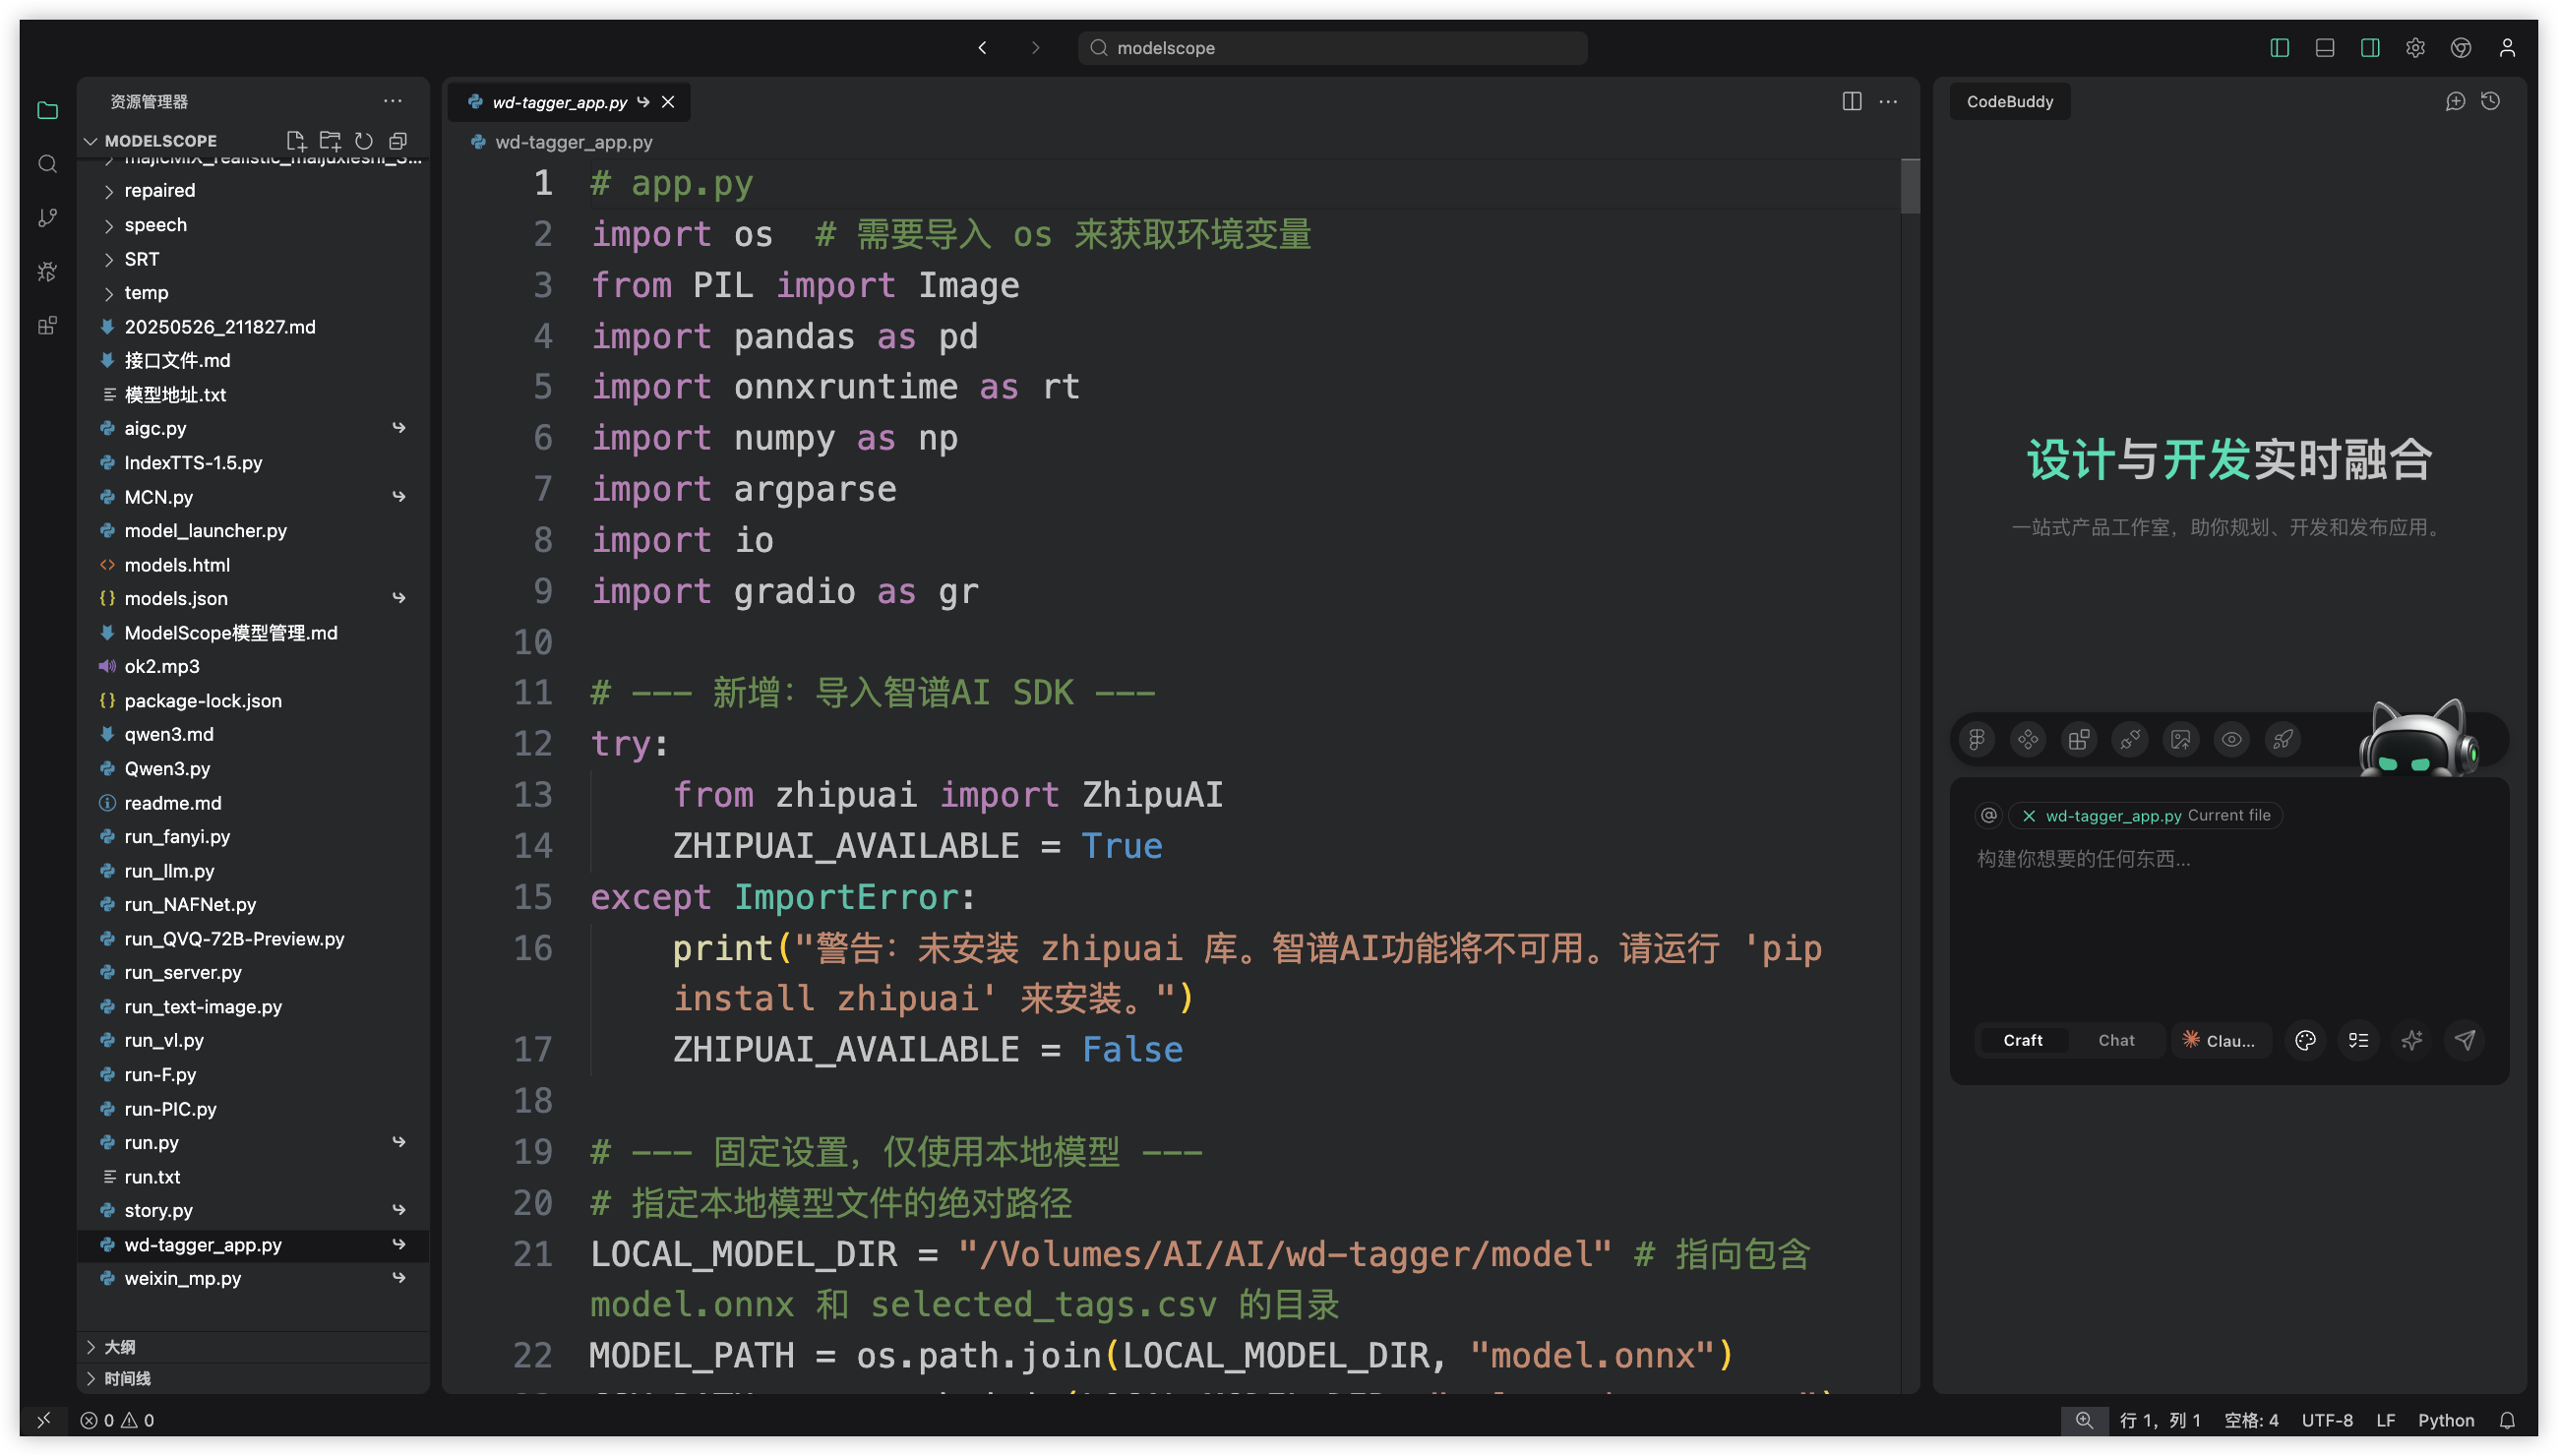 modelscope
资源管理器
MODELSCOPE
repaired
speech
SRT
temp
20250526_211827.md
接口文件.md
模型地址.txt
aigc.py
IndexTTS-1.5.py
MCN.py
model_launcher.py
models.html
models.json
ModelScope模型管理.md
ok2.mp3
package-lock.json
qwen3.md
Qwen3.py
readme.md
run_fanyi.py
run_llm.py
run_NAFNet.py
run_QVQ-72B-Preview.py
run_server.py
run_text-image.py
run_vl.py
run-F.py
run-PIC.py
run.py
run.txt
story.py
wd-tagger_app.py
weixin_mp.py
大纲
时间线
wd-tagger_app.py
wd-tagger_app.py
1 # app.py
2 import os  # 需要导入 os 来获取环境变量
3 from PIL import Image
4 import pandas as pd
5 import onnxruntime as rt
6 import numpy as np
7 import argparse
8 import io
9 import gradio as gr
10
11 # --- 新增：导入智谱AI SDK ---
12 try:
13     from zhipuai import ZhipuAI
14     ZHIPUAI_AVAILABLE = True
15 except ImportError:
16     print("警告：未安装 zhipuai 库。智谱AI功能将不可用。请运行 'pip
install zhipuai' 来安装。")
17     ZHIPUAI_AVAILABLE = False
18
19 # --- 固定设置，仅使用本地模型 ---
20 # 指定本地模型文件的绝对路径
21 LOCAL_MODEL_DIR = "/Volumes/AI/AI/wd-tagger/model" # 指向包含
model.onnx 和 selected_tags.csv 的目录
22 MODEL_PATH = os.path.join(LOCAL_MODEL_DIR, "model.onnx")
CodeBuddy
设计与开发实时融合
一站式产品工作室，助你规划、开发和发布应用。
@ wd-tagger_app.py Current file
构建你想要的任何东西...
Craft Chat Clau...
0 0
行 1，列 1 空格: 4 UTF-8 LF Python